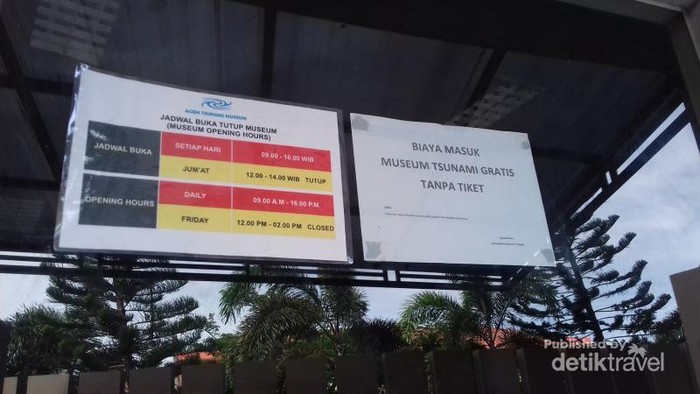 ACEH TSUNAMI MUSEUM
JADWAL BUKA TUTUP MUSEUM
(MUSEUM OPENING HOURS)
JADWAL BUKA
SETIAP HARI 09.00 - 16.00 WIB
JUM'AT 12.00 - 14.00 WIB TUTUP
OPENING HOURS
DAILY 09.00 A.M - 16.00 P.M
FRIDAY 12.00 PM - 02.00 PM CLOSED
BIAYA MASUK
MUSEUM TSUNAMI GRATIS
TANPA TIKET
Published by
detiktravel